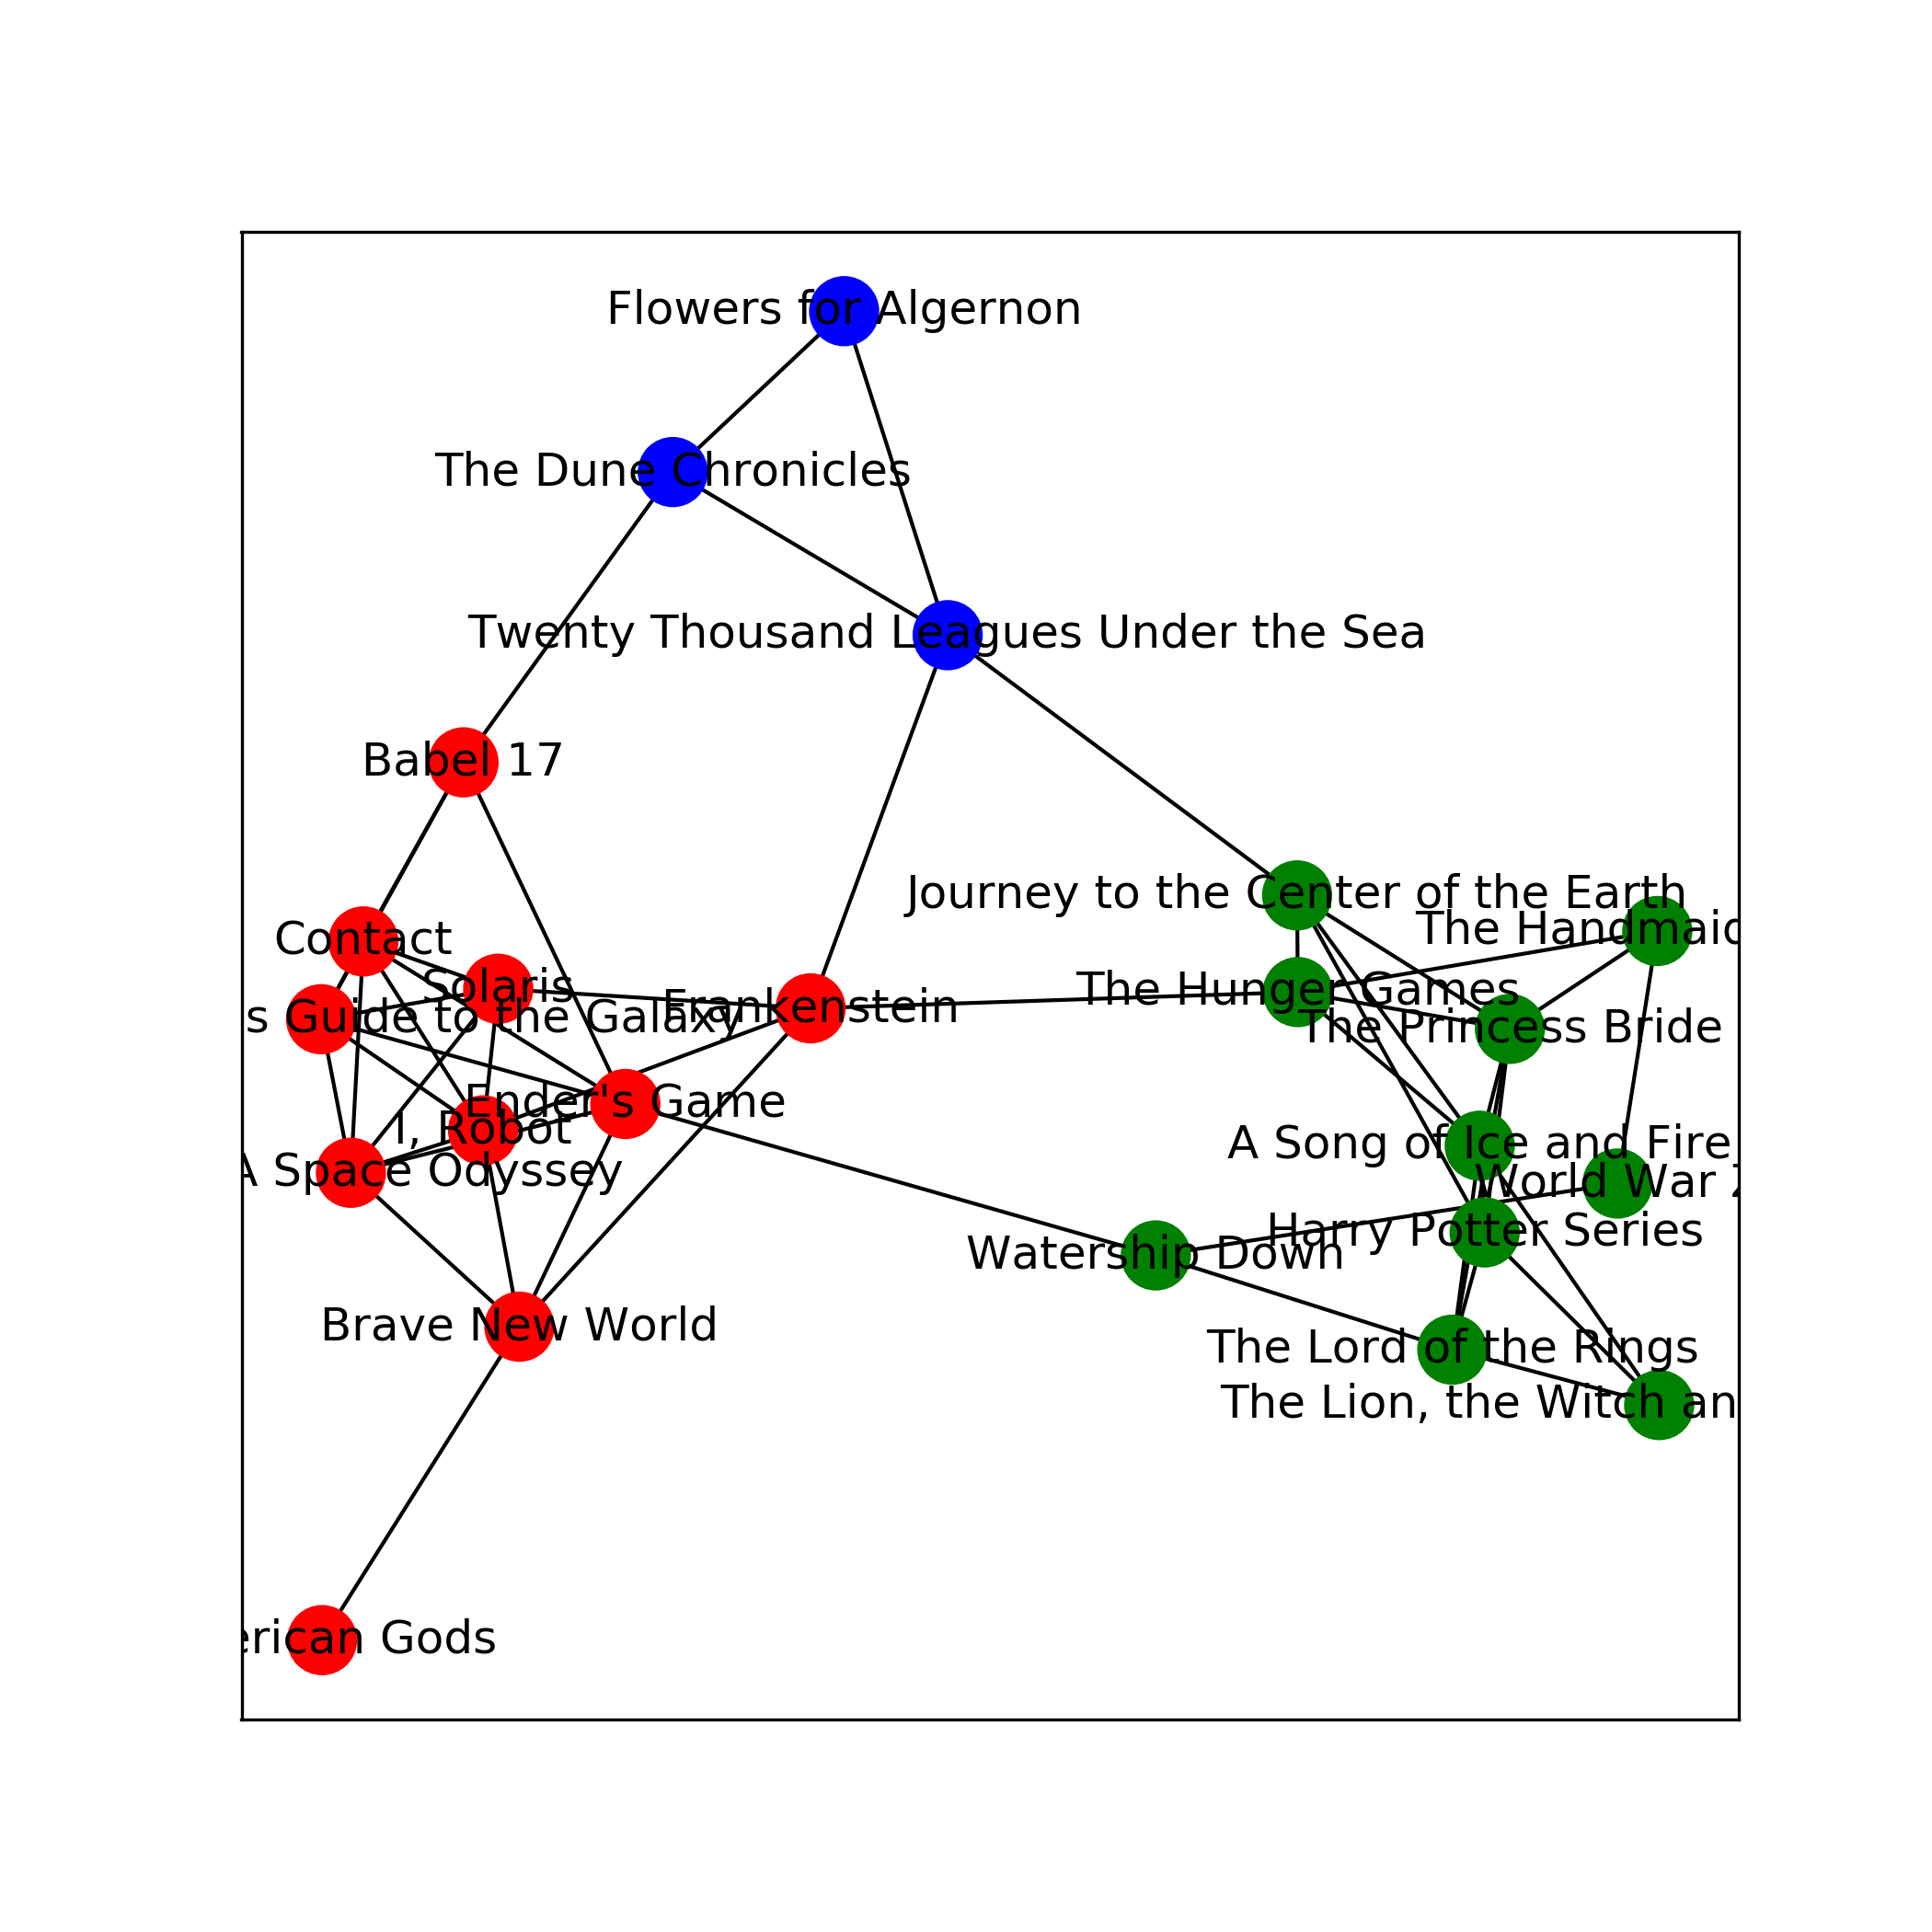 Flowers for Algernon
The Dune Chronicles
Twenty Thousand Leagues Under the Sea
Babel 17
Journey to the Center of the Earth
The Handmaid
Contact
Solaris
The Hunger Games
Frankenstein
s Guide to the Galaxy
The Princess Bride
Ender's Game
I, Robot
A Song of Ice and Fire
A Space Odyssey
World War Z
Harry Potter Series
Watership Down
Brave New World
The Lord of the Rings
The Lion, the Witch an
erican Gods